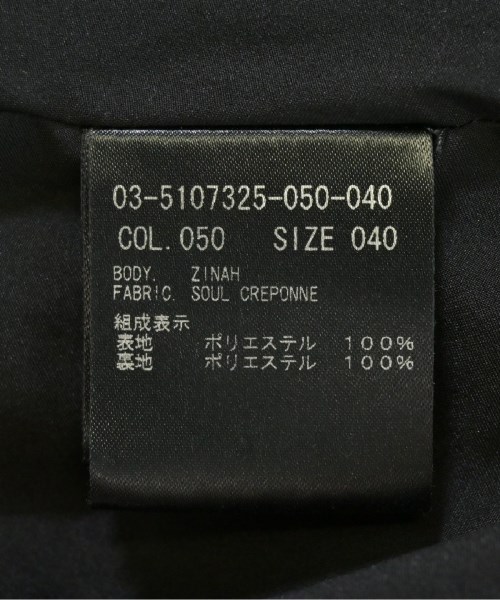 03-5107325-050-040
COL.050 SIZE 040
BODY. ZINAH
FABRIC. SOUL CREPONNE
組成表示
表地 ポリエステル 100%
裏地 ポリエステル 100%